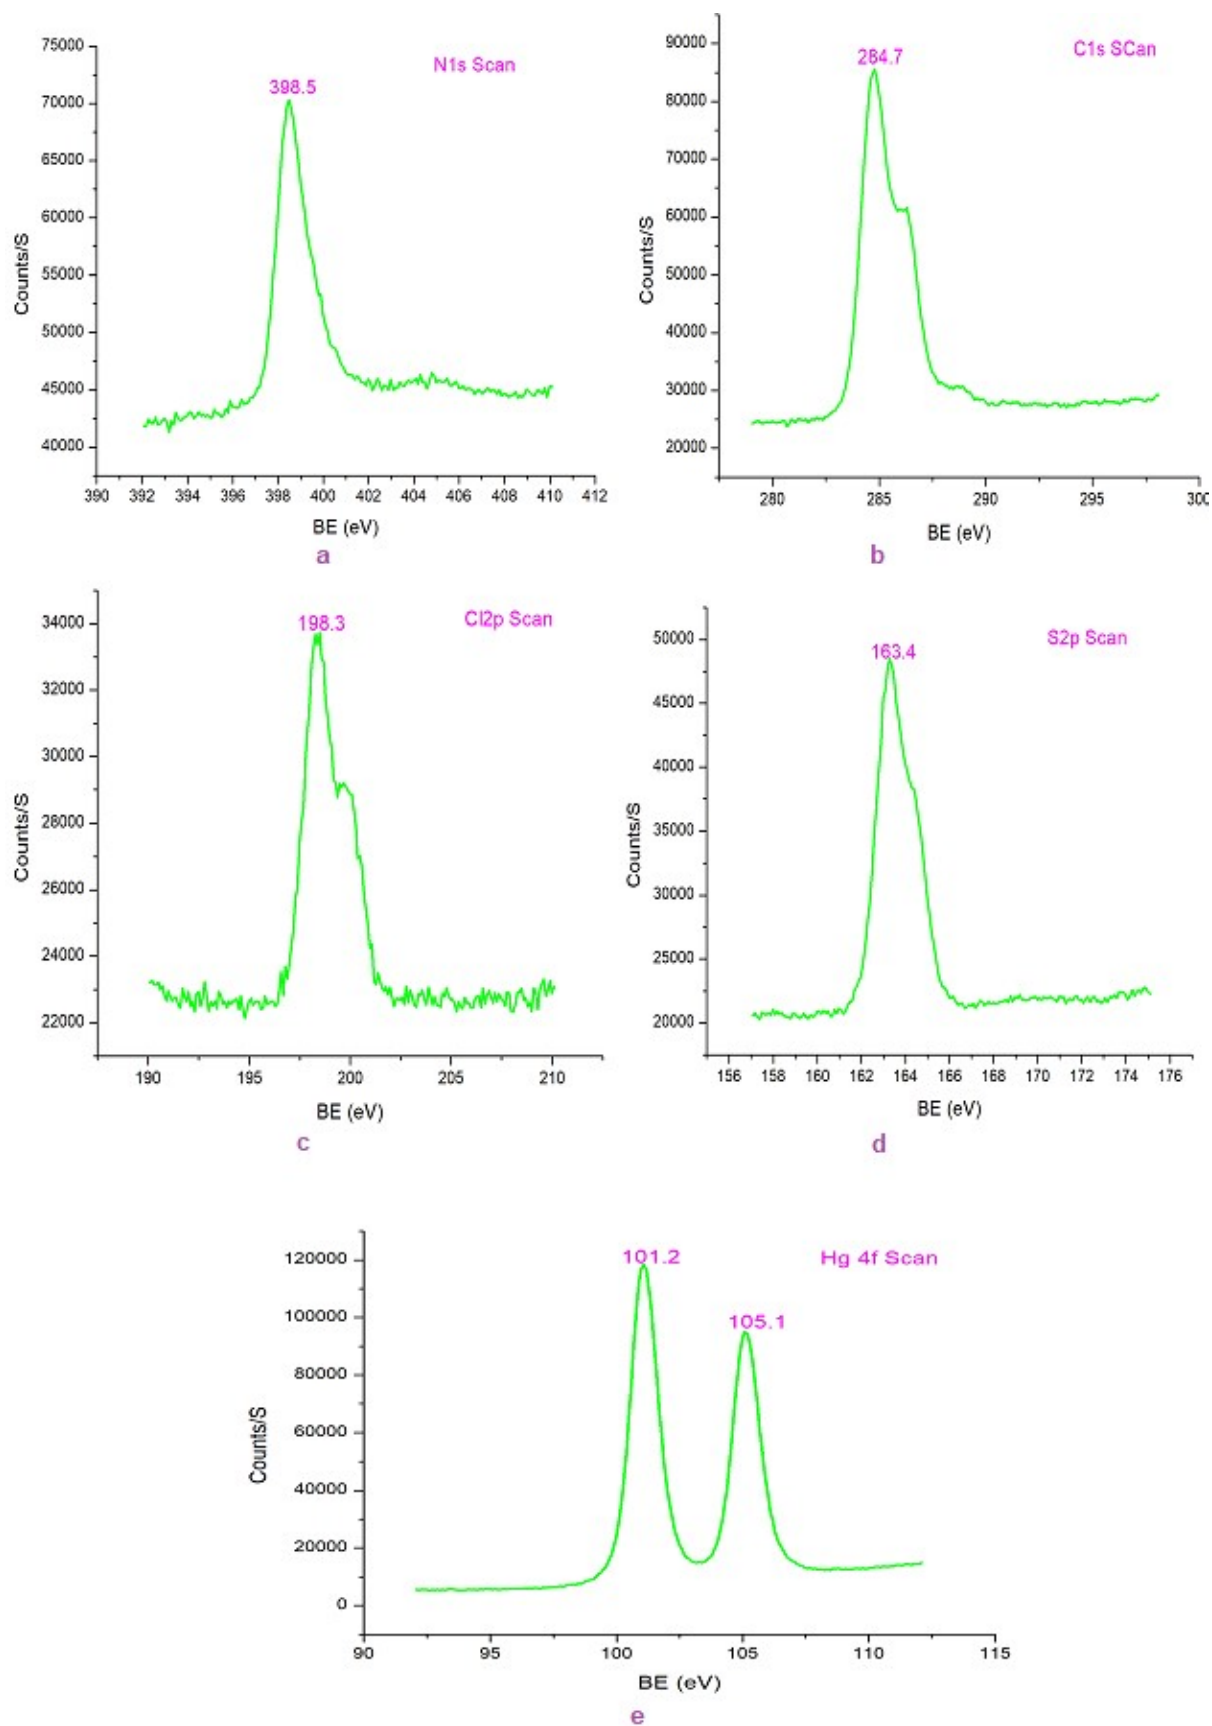 N1s Scan
398.5
75000
70000
65000
60000
55000
50000
45000
40000
Counts/S
390 392 394 396 398 400 402 404 406 408 410 412
BE (eV)
a
C1s SCan
284.7
90000
80000
70000
60000
50000
40000
30000
20000
Counts/S
280 285 290 295 300
BE (eV)
b
Cl2p Scan
198.3
34000
32000
30000
28000
26000
24000
22000
Counts/S
190 195 200 205 210
BE (eV)
c
S2p Scan
163.4
50000
45000
40000
35000
30000
25000
20000
Counts/S
156 158 160 162 164 166 168 170 172 174 176
BE (eV)
d
Hg 4f Scan
101.2
105.1
120000
100000
80000
60000
40000
20000
0
Counts/S
90 95 100 105 110 115
BE (eV)
e